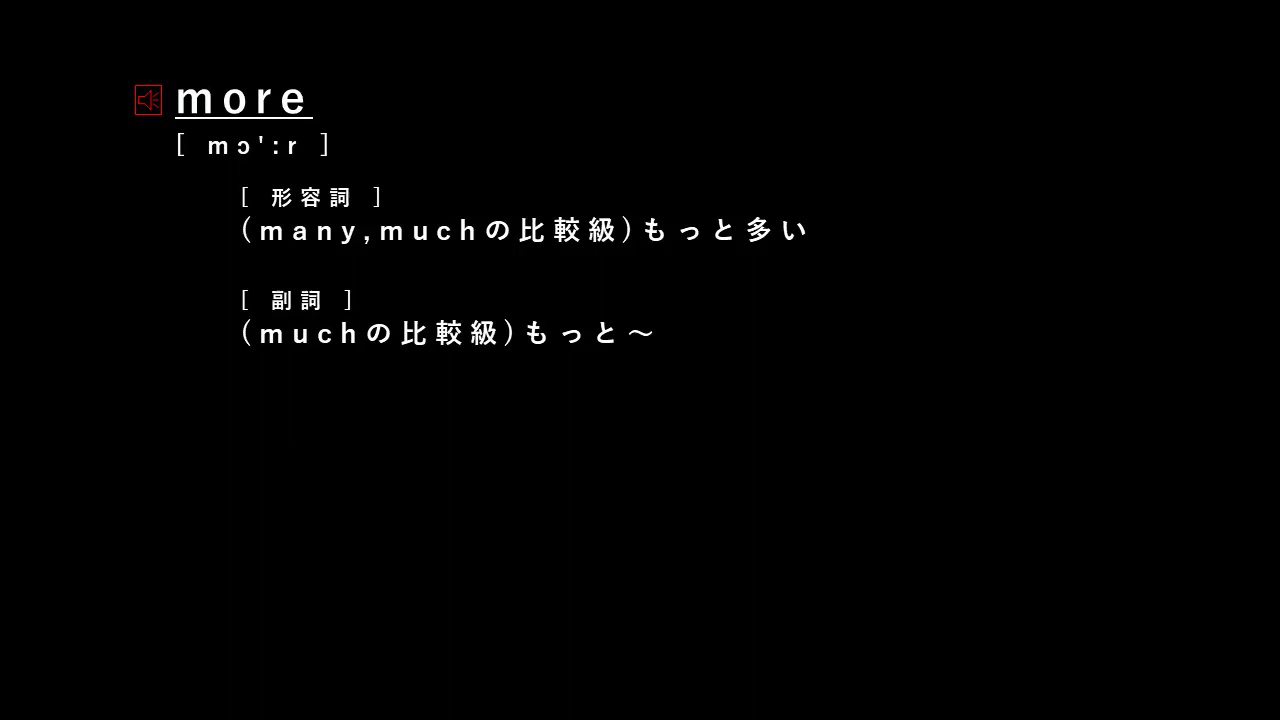 more
[ mɔ':r ]
[ 形容詞 ]
(many,muchの比較級)もっと多い
[ 副詞 ]
(muchの比較級)もっと～